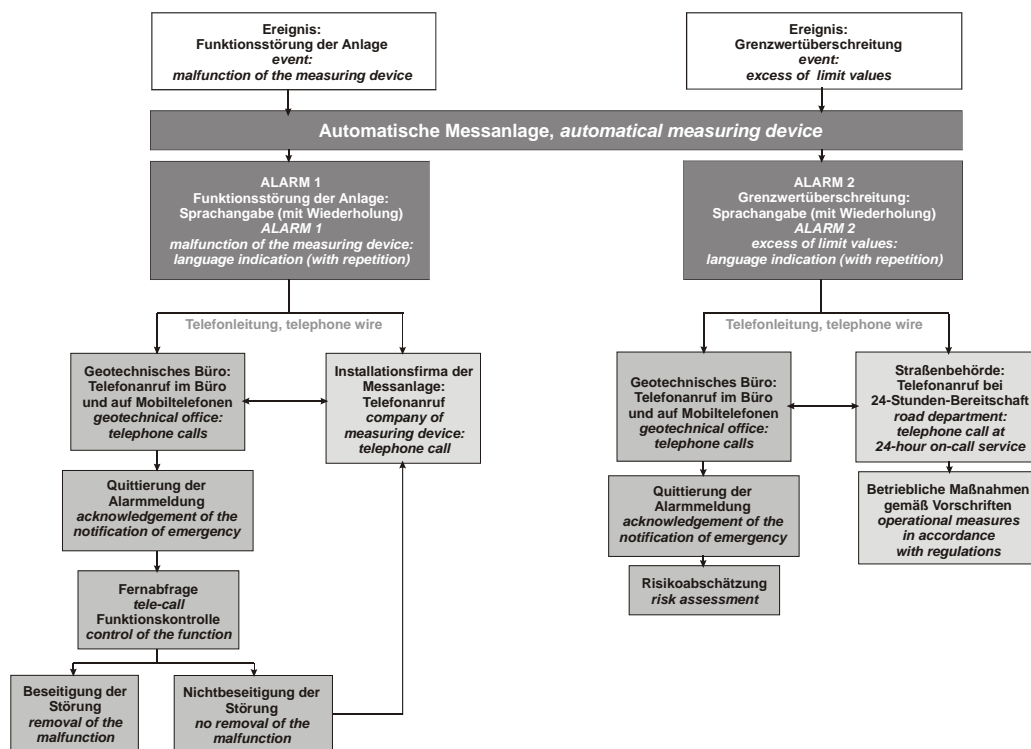 Ereignis:
Funktionsstörung der Anlage
event:
malfunction of the measuring device
Ereignis:
Grenzwertüberschreitung
event:
excess of limit values
Automatische Messanlage, automatical measuring device
ALARM 1
Funktionsstörung der Anlage:
Sprachangabe (mit Wiederholung)
ALARM 1
malfunction of the measuring device:
language indication (with repetition)
ALARM 2
Grenzwertüberschreitung:
Sprachangabe (mit Wiederholung)
ALARM 2
excess of limit values:
language indication (with repetition)
Telefonleitung, telephone wire
Telefonleitung, telephone wire
Geotechnisches Büro:
Telefonanruf im Büro
und auf Mobiltelefonen
geotechnical office:
telephone calls
Installationsfirma der
Messanlage:
Telefonanruf
company of
measuring device:
telephone call
Geotechnisches Büro:
Telefonanruf im Büro
und auf Mobiltelefonen
geotechnical office:
telephone calls
Straßenbehörde:
Telefonanruf bei
24-Stunden-Bereitschaft
road department:
telephone call at
24-hour on-call service
Quittierung der
Alarmmeldung
acknowledgement of the
notification of emergency
Quittierung der
Alarmmeldung
acknowledgement of the
notification of emergency
Betriebliche Maßnahmen
gemäß Vorschriften
operational measures
in accordance
with regulations
Fernabfrage
tele-call
Funktionskontrolle
control of the function
Risikoabschätzung
risk assessment
Beseitigung der
Störung
removal of the
malfunction
Nichtbeseitigung der
Störung
no removal of the
malfunction